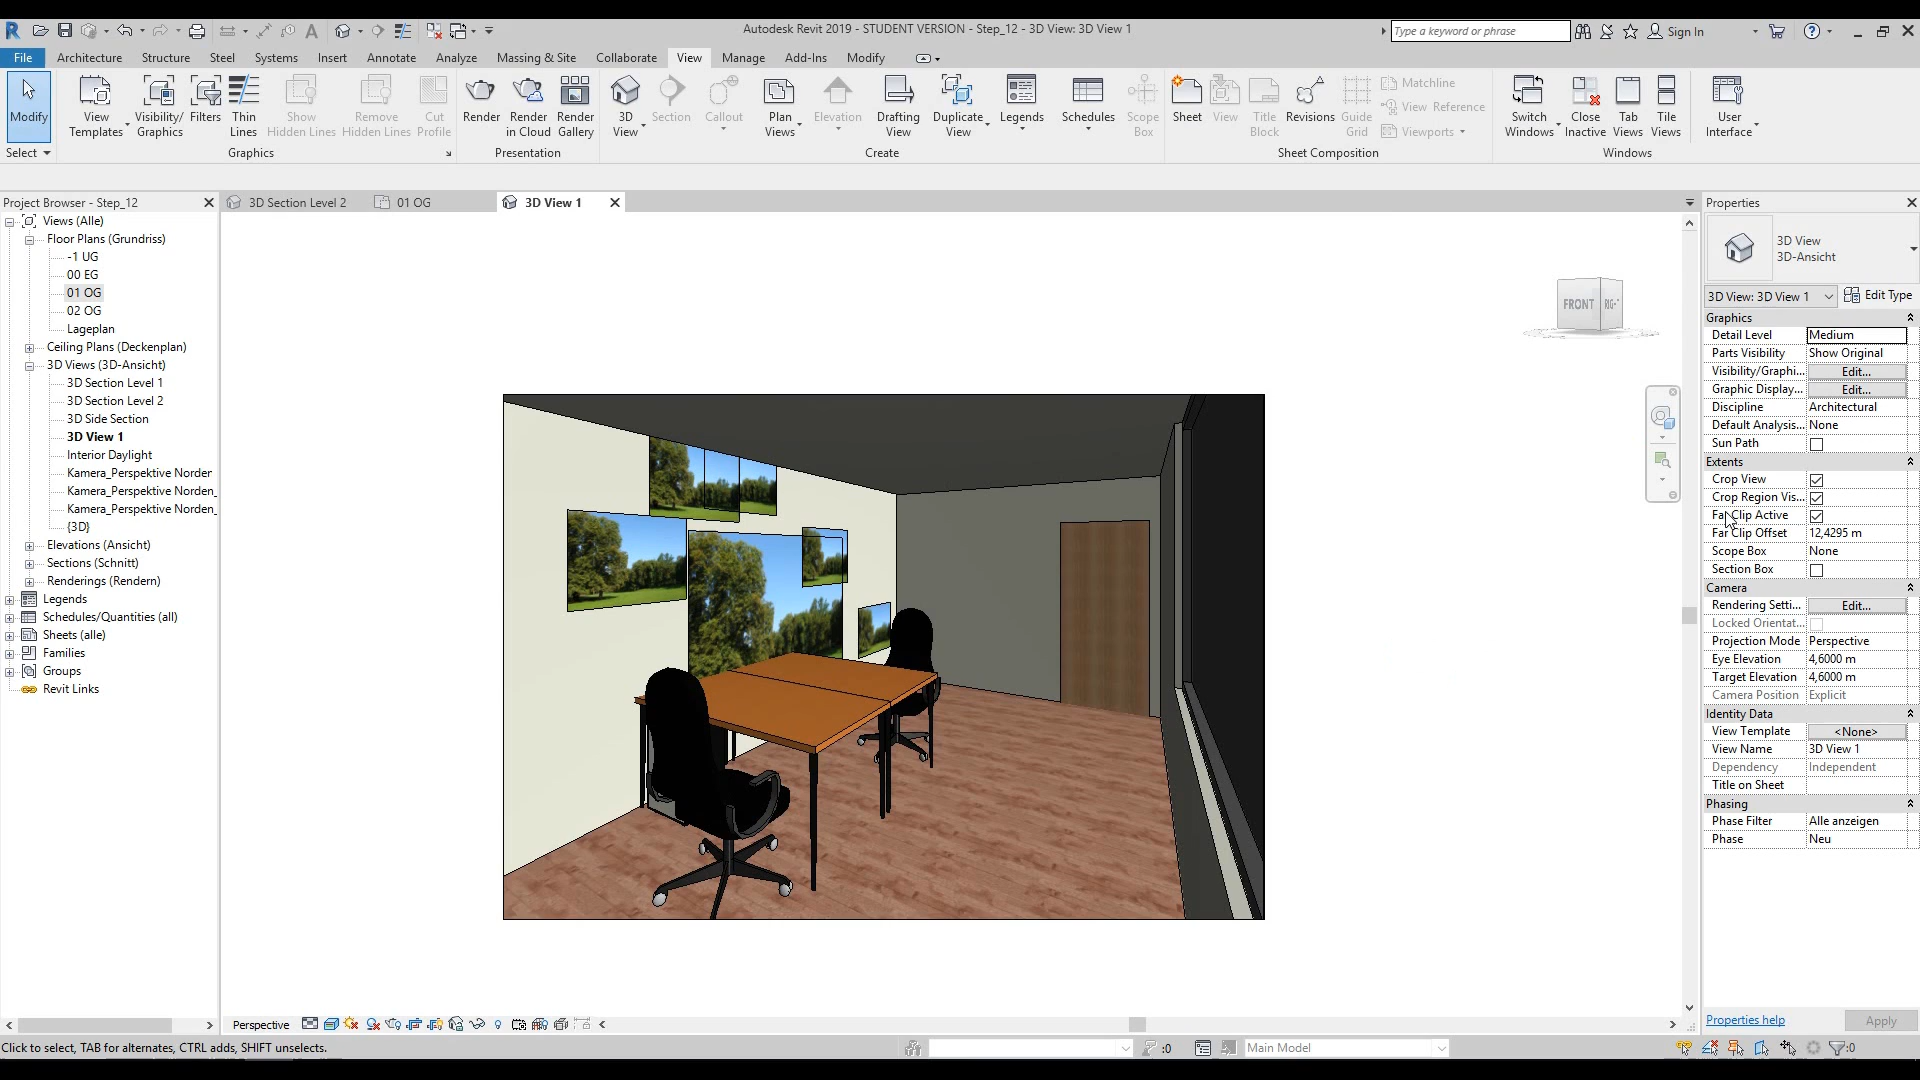 Autodesk Revit 2019 - STUDENT VERSION - Step_12 - 3D View: 3D View 1
Type a keyword or phrase
Sign In
File Architecture Structure Steel Systems Insert Annotate Analyze Massing & Site Collaborate View Manage Add-Ins Modify
Modify
View Templates
Visibility/ Graphics
Filters
Thin Lines
Show Hidden Lines
Remove Hidden Lines
Cut Profile
Render
Render in Cloud
Render Gallery
3D View
Section
Callout
Plan Views
Elevation
Drafting View
Duplicate View
Legends
Schedules
Scope Box
Sheet
View
Title Block
Revisions
Guide Grid
Matchline
View Reference
Viewports
Switch Windows
Close Inactive
Tab Views
Tile Views
User Interface
Select Graphics Presentation Create Sheet Composition Windows
Project Browser - Step_12
3D Section Level 2
01 OG
3D View 1
Views (Alle)
Floor Plans (Grundriss)
-1 UG
00 EG
01 OG
02 OG
Lageplan
Ceiling Plans (Deckenplan)
3D Views (3D-Ansicht)
3D Section Level 1
3D Section Level 2
3D Side Section
3D View 1
Interior Daylight
Kamera_Perspektive Norder
Kamera_Perspektive Norden_
Kamera_Perspektive Norden_
{3D}
Elevations (Ansicht)
Sections (Schnitt)
Renderings (Rendern)
Legends
Schedules/Quantities (all)
Sheets (alle)
Families
Groups
Revit Links
FRONT
Properties
3D View
3D-Ansicht
3D View: 3D View 1
Edit Type
Graphics
Detail Level Medium
Parts Visibility Show Original
Visibility/Graphi... Edit...
Graphic Display... Edit...
Discipline Architectural
Default Analysis... None
Sun Path
Extents
Crop View
Crop Region Vis...
Far Clip Active
Far Clip Offset 12,4295 m
Scope Box None
Section Box
Camera
Rendering Setti... Edit...
Locked Orientat...
Projection Mode Perspective
Eye Elevation 4,6000 m
Target Elevation 4,6000 m
Camera Position Explicit
Identity Data
View Template <None>
View Name 3D View 1
Dependency Independent
Title on Sheet
Phasing
Phase Filter Alle anzeigen
Phase Neu
Properties help
Apply
Perspective
Click to select, TAB for alternates, CTRL adds, SHIFT unselects.
:0
Main Model
:0